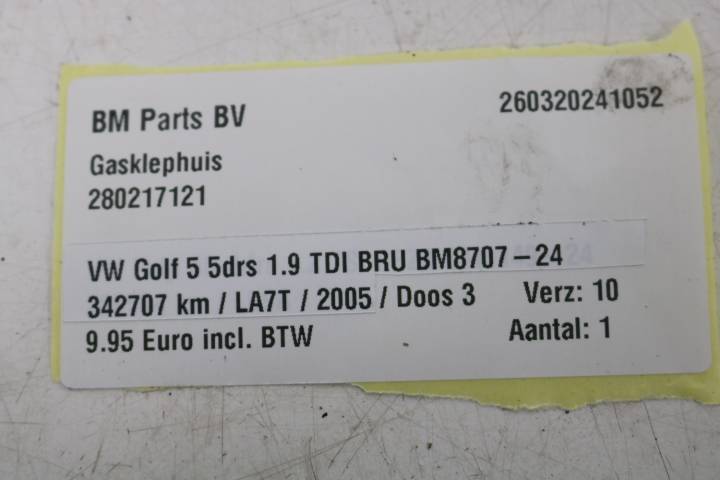 BM Parts BV 260320241052
Gasklephuis
280217121
VW Golf 5 5drs 1.9 TDI BRU BM8707-24
342707 km / LA7T / 2005 / Doos 3 Verz: 10
9.95 Euro incl. BTW Aantal: 1